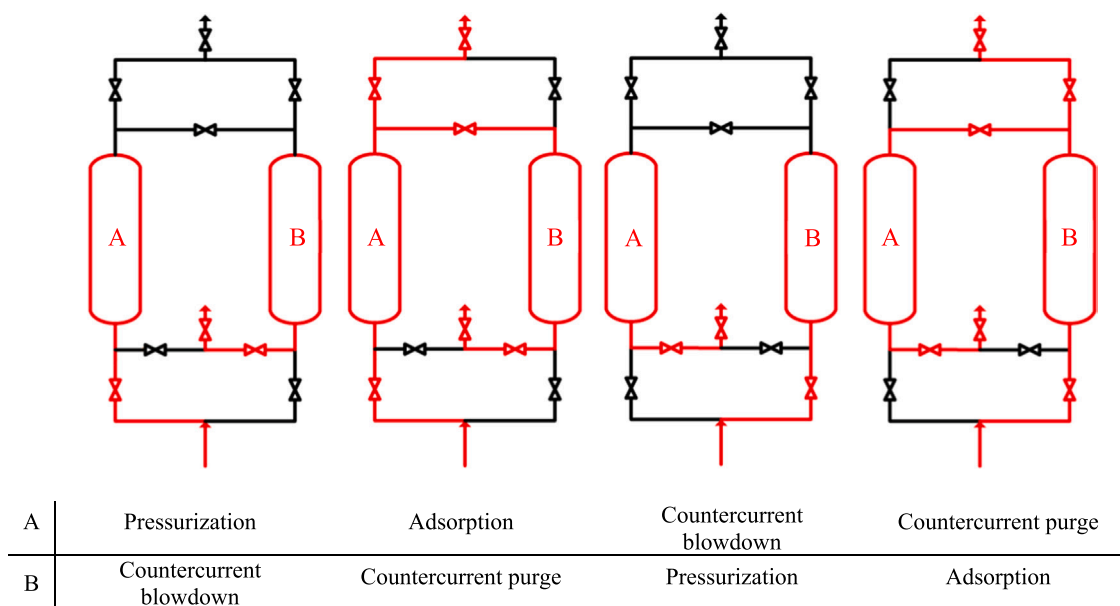 A B A B A B A B
A Pressurization Adsorption Countercurrent blowdown Countercurrent purge
B Countercurrent blowdown Countercurrent purge Pressurization Adsorption